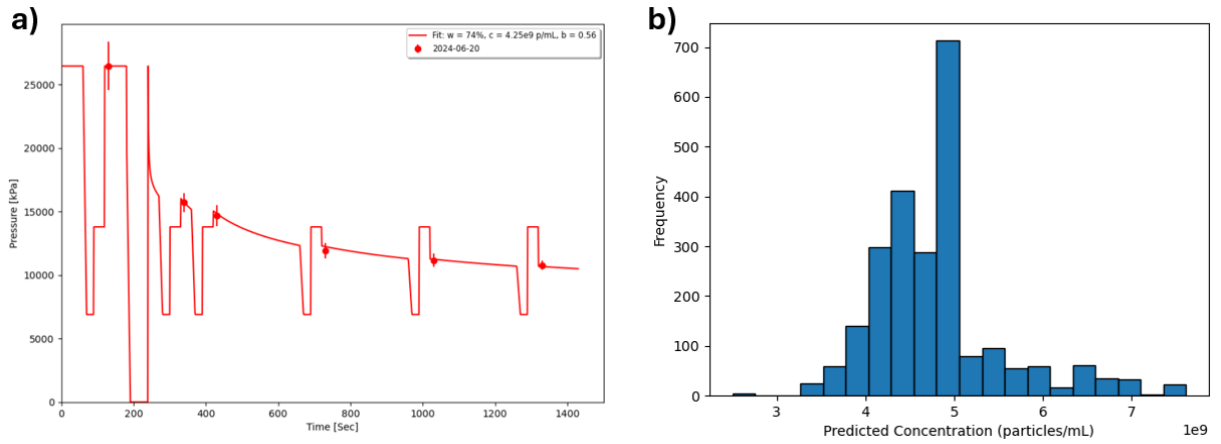 a)
Fit: w = 74%, c = 4.25e9 p/mL, b = 0.56
2024-06-20
25000
20000
15000
10000
5000
0
Pressure [kPa]
0 200 400 600 800 1000 1200 1400
Time [Sec]
b)
700
600
500
400
300
200
100
0
Frequency
3 4 5 6 7
1e9
Predicted Concentration (particles/mL)